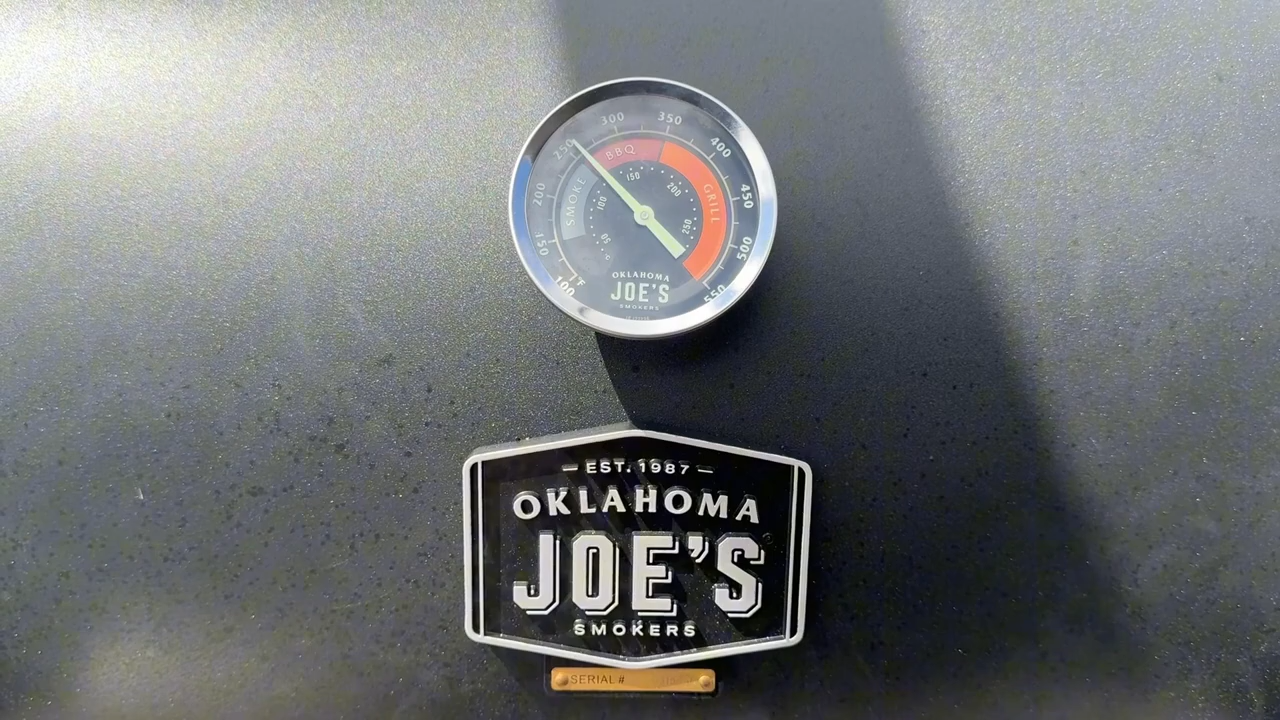 300 350
250 400
BBQ
200 450
SMOKE GRILL
150 200
100 250
50
150 500
°F
100 550
OKLAHOMA
JOE'S
SMOKERS
EST. 1987
OKLAHOMA
JOE'S
SMOKERS
SERIAL #